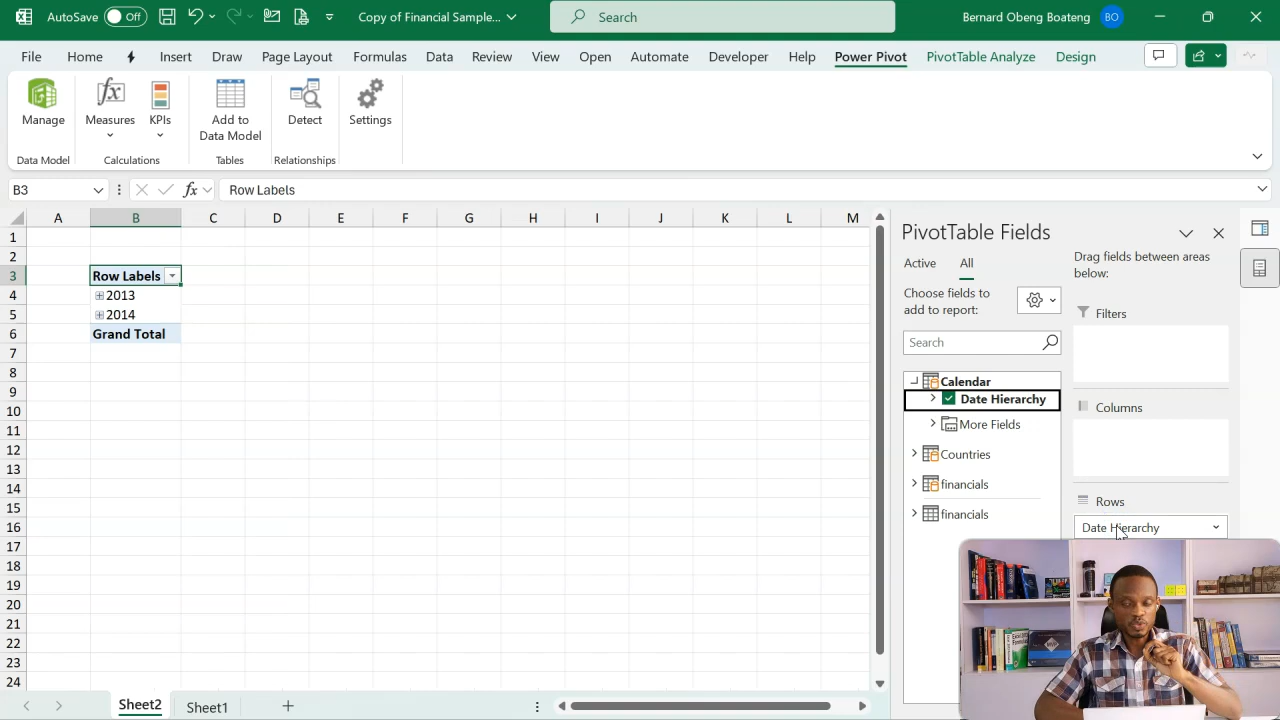 AutoSave Off Copy of Financial Sample... Search Bernard Obeng Boateng BO
File Home Insert Draw Page Layout Formulas Data Review View Open Automate Developer Help Power Pivot PivotTable Analyze Design
Manage
Measures
KPIs
Add to
Data Model
Detect
Settings
Data Model Calculations Tables Relationships
B3 fx Row Labels
A B C D E F G H I J K L M
1
2
3 Row Labels
4 2013
5 2014
6 Grand Total
7
8
9
10
11
12
13
14
15
16
17
18
19
20
21
22
23
24
Sheet2 Sheet1
PivotTable Fields
Active All
Choose fields to
add to report:
Search
Calendar
Date Hierarchy
More Fields
Countries
financials
financials
Drag fields between areas
below:
Filters
Columns
Rows
Date Hierarchy